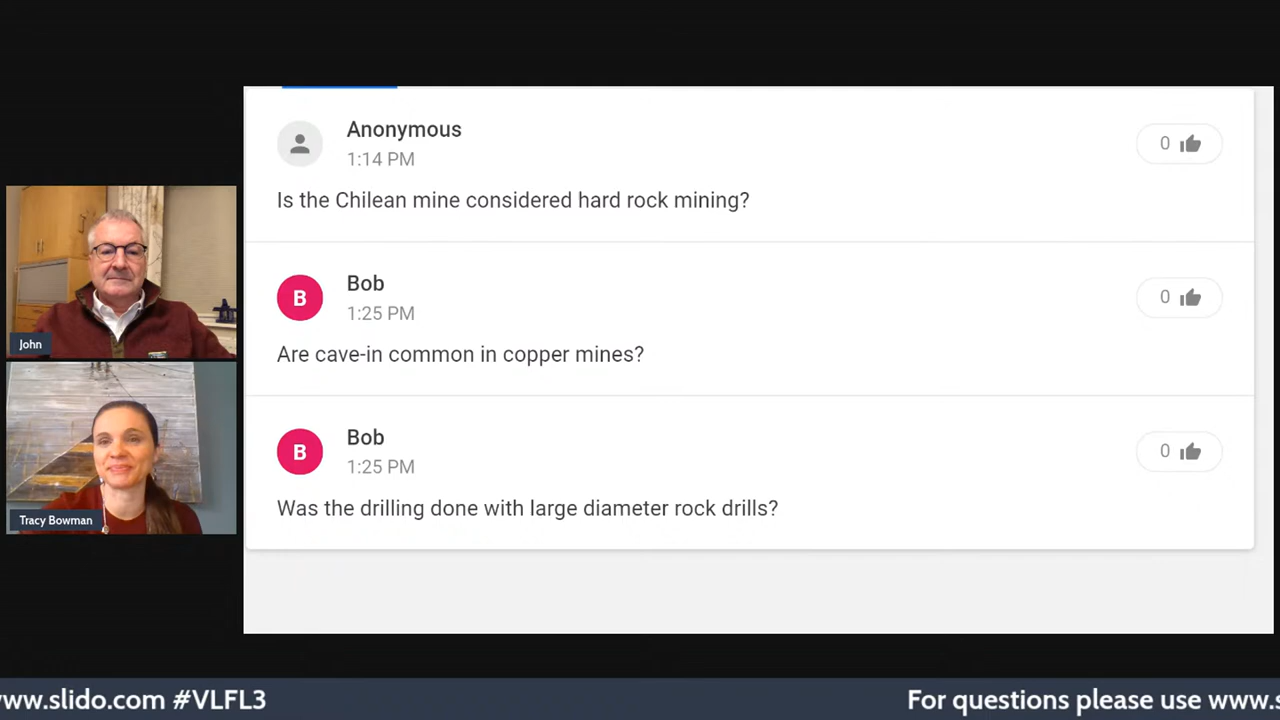 Anonymous
1:14 PM
0
Is the Chilean mine considered hard rock mining?
B
Bob
1:25 PM
0
Are cave-in common in copper mines?
B
Bob
1:25 PM
0
Was the drilling done with large diameter rock drills?
John
Tracy Bowman
www.slido.com #VLFL3
For questions please use www.s